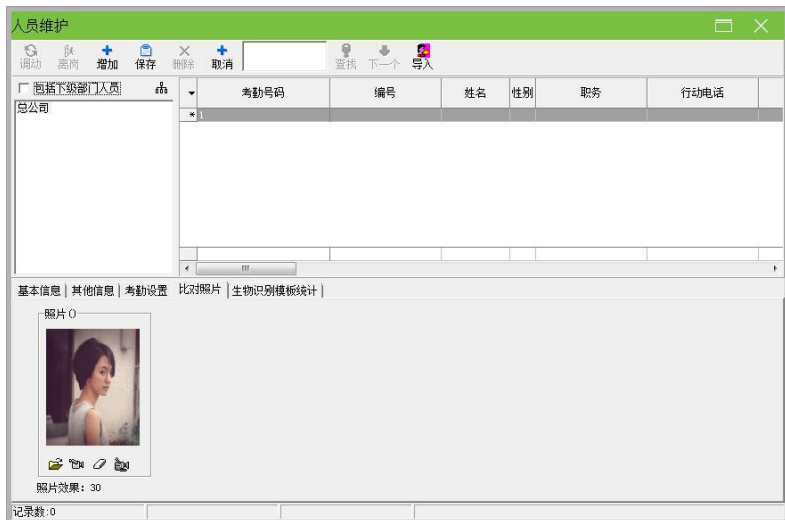 人员维护
调动 离岗 增加 保存 删除 取消 查找 下一个 导入
包括下级部门人员
总公司
考勤号码 编号 姓名 性别 职务 行动电话
* 1
基本信息 其他信息 考勤设置 比对照片 生物识别模板统计
照片()
照片效果: 30
记录数:0